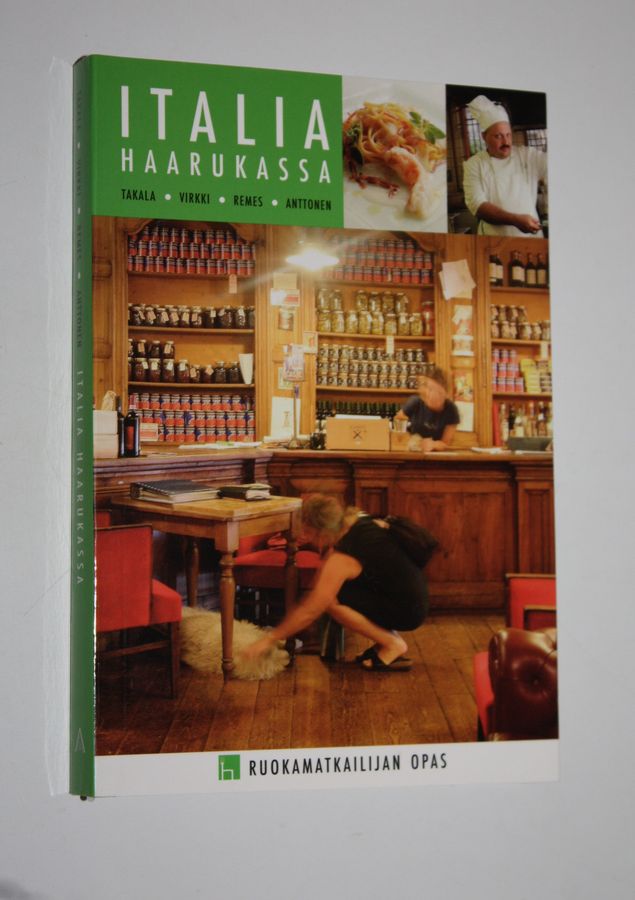 ITALIA
HAARUKASSA
TAKALA • VIRKKI • REMES • ANTTONEN
RUOKAMATKAILIJAN OPAS
TAKALA • VIRKKI • REMES • ANTTONEN ITALIA HAARUKASSA